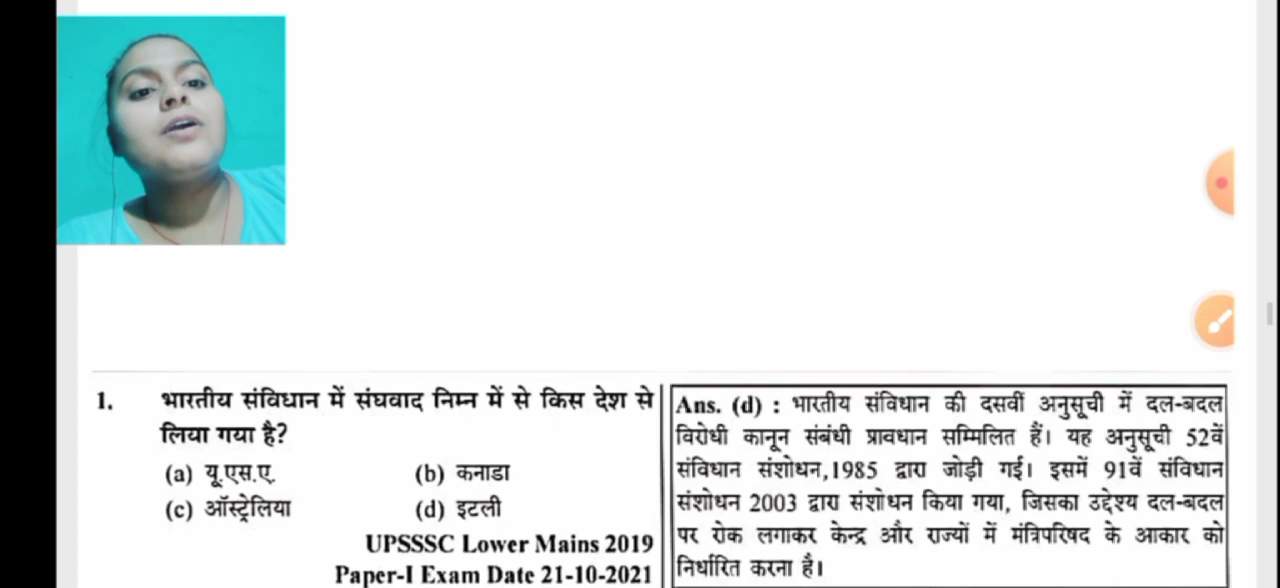 1. भारतीय संविधान में संघवाद निम्न में से किस देश से
लिया गया है?
(a) यू.एस.ए. (b) कनाडा
(c) ऑस्ट्रेलिया (d) इटली
UPSSSC Lower Mains 2019
Paper-I Exam Date 21-10-2021
Ans. (d) : भारतीय संविधान की दसवीं अनुसूची में दल-बदल
विरोधी कानून संबंधी प्रावधान सम्मिलित हैं। यह अनुसूची 52वें
संविधान संशोधन,1985 द्वारा जोड़ी गई। इसमें 91वें संविधान
संशोधन 2003 द्वारा संशोधन किया गया, जिसका उद्देश्य दल-बदल
पर रोक लगाकर केन्द्र और राज्यों में मंत्रिपरिषद के आकार को
निर्धारित करना है।